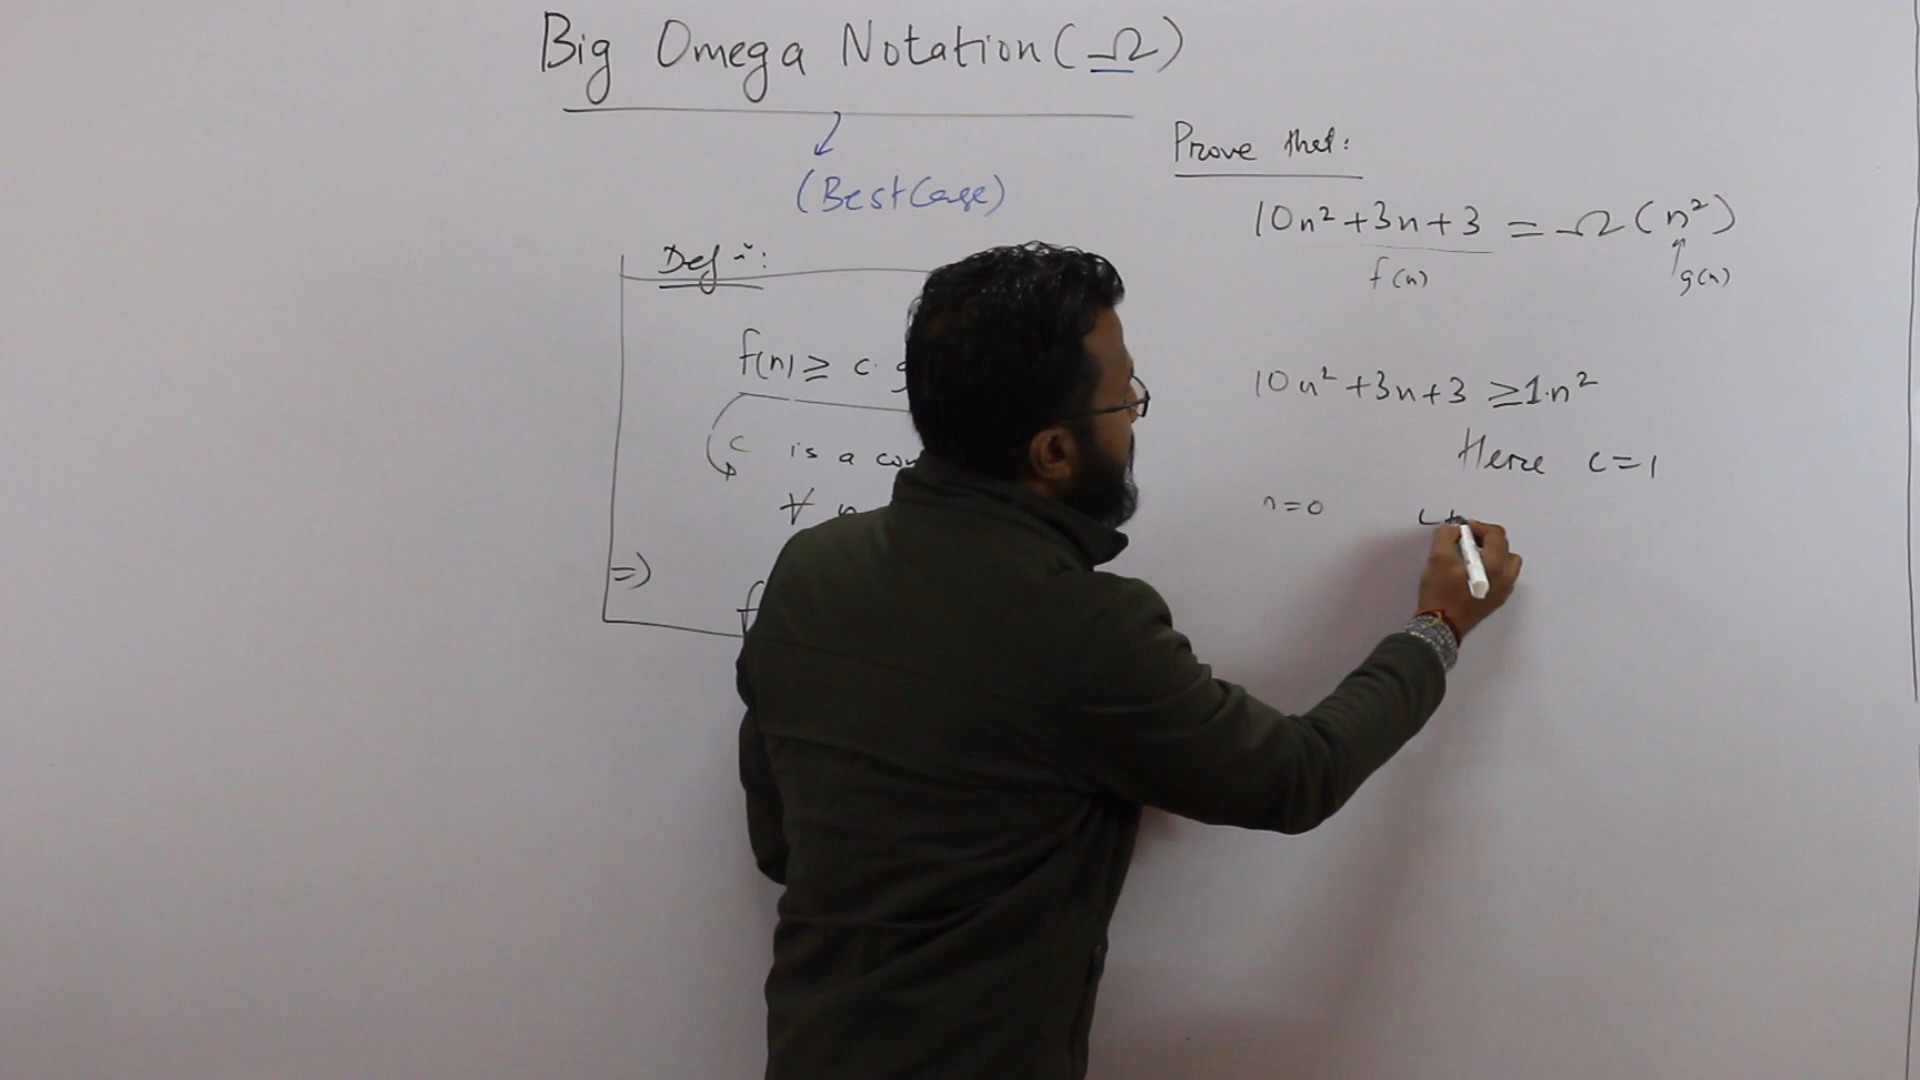 Big Omega Notation (Ω)
(Best Case)
Defn:
f(n) ≥ c.
c is a
∀ n
=> f
Prove that:
10n² + 3n + 3 = Ω(n²)
f(n) g(n)
10n² + 3n + 3 ≥ 1.n²
Here c = 1
n = 0